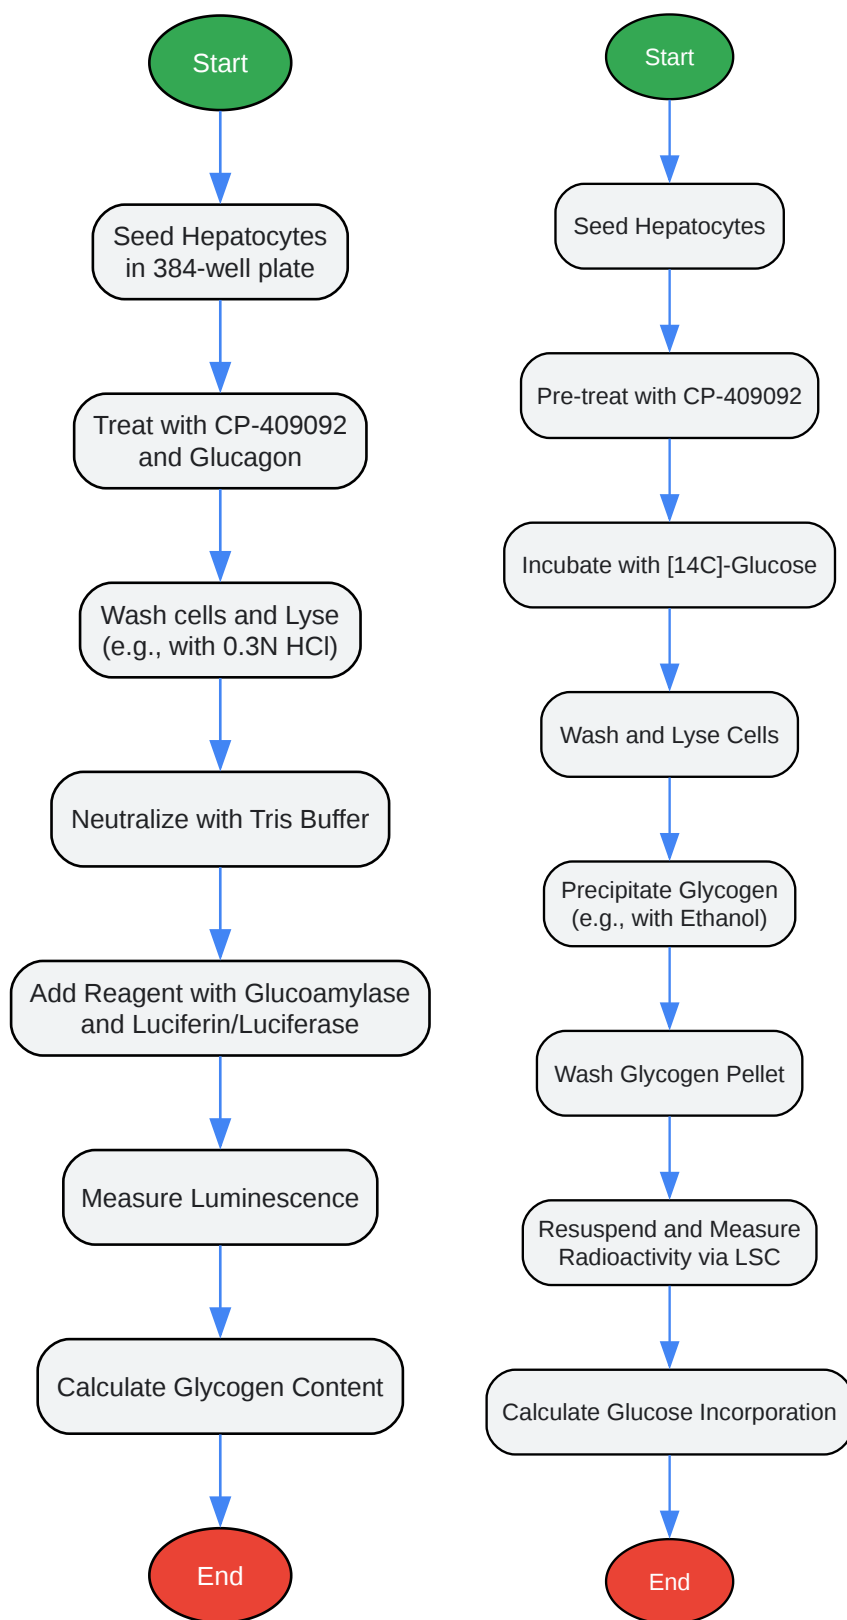 Start
Seed Hepatocytes
in 384-well plate
Treat with CP-409092
and Glucagon
Wash cells and Lyse
(e.g., with 0.3N HCl)
Neutralize with Tris Buffer
Add Reagent with Glucoamylase
and Luciferin/Luciferase
Measure Luminescence
Calculate Glycogen Content
End
Start
Seed Hepatocytes
Pre-treat with CP-409092
Incubate with [14C]-Glucose
Wash and Lyse Cells
Precipitate Glycogen
(e.g., with Ethanol)
Wash Glycogen Pellet
Resuspend and Measure
Radioactivity via LSC
Calculate Glucose Incorporation
End